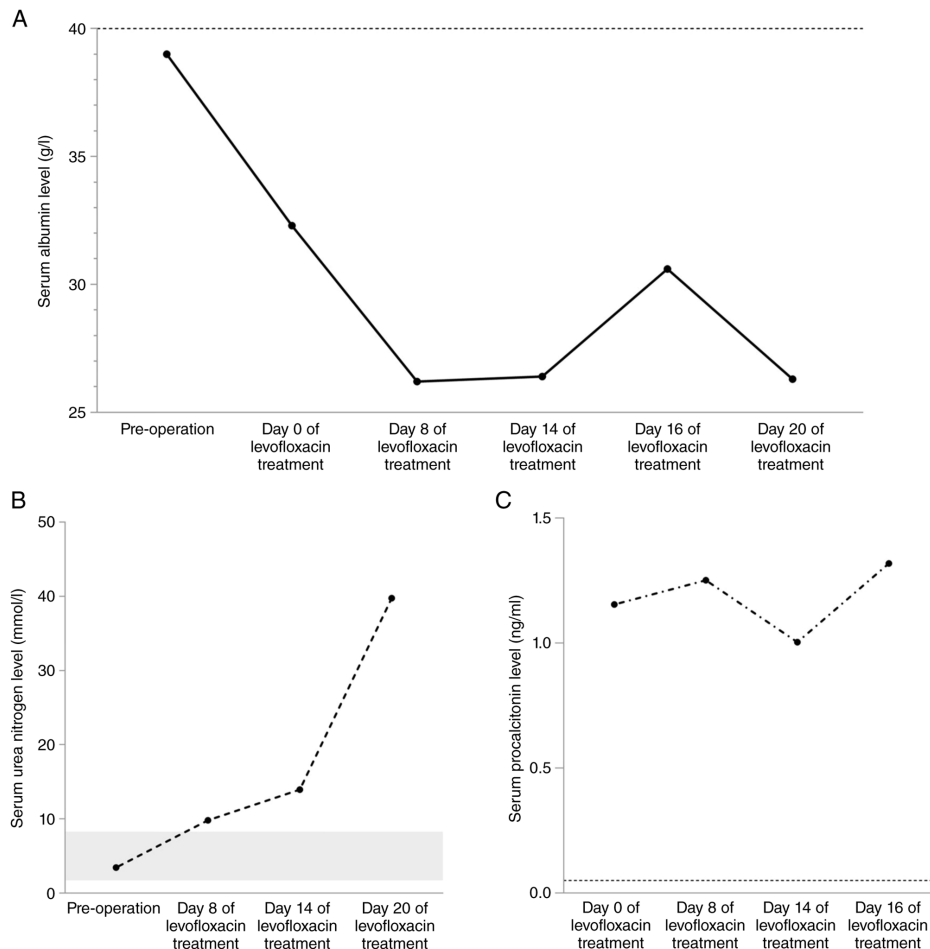 A
40
35
30
25
Serum albumin level (g/l)
Pre-operation
Day 0 of
levofloxacin
treatment
Day 8 of
levofloxacin
treatment
Day 14 of
levofloxacin
treatment
Day 16 of
levofloxacin
treatment
Day 20 of
levofloxacin
treatment
B
50
40
30
20
10
0
Serum urea nitrogen level (mmol/l)
Pre-operation
Day 8 of
levofloxacin
treatment
Day 14 of
levofloxacin
treatment
Day 20 of
levofloxacin
treatment
C
1.5
1.0
0.5
0.0
Serum procalcitonin level (ng/ml)
Day 0 of
levofloxacin
treatment
Day 8 of
levofloxacin
treatment
Day 14 of
levofloxacin
treatment
Day 16 of
levofloxacin
treatment